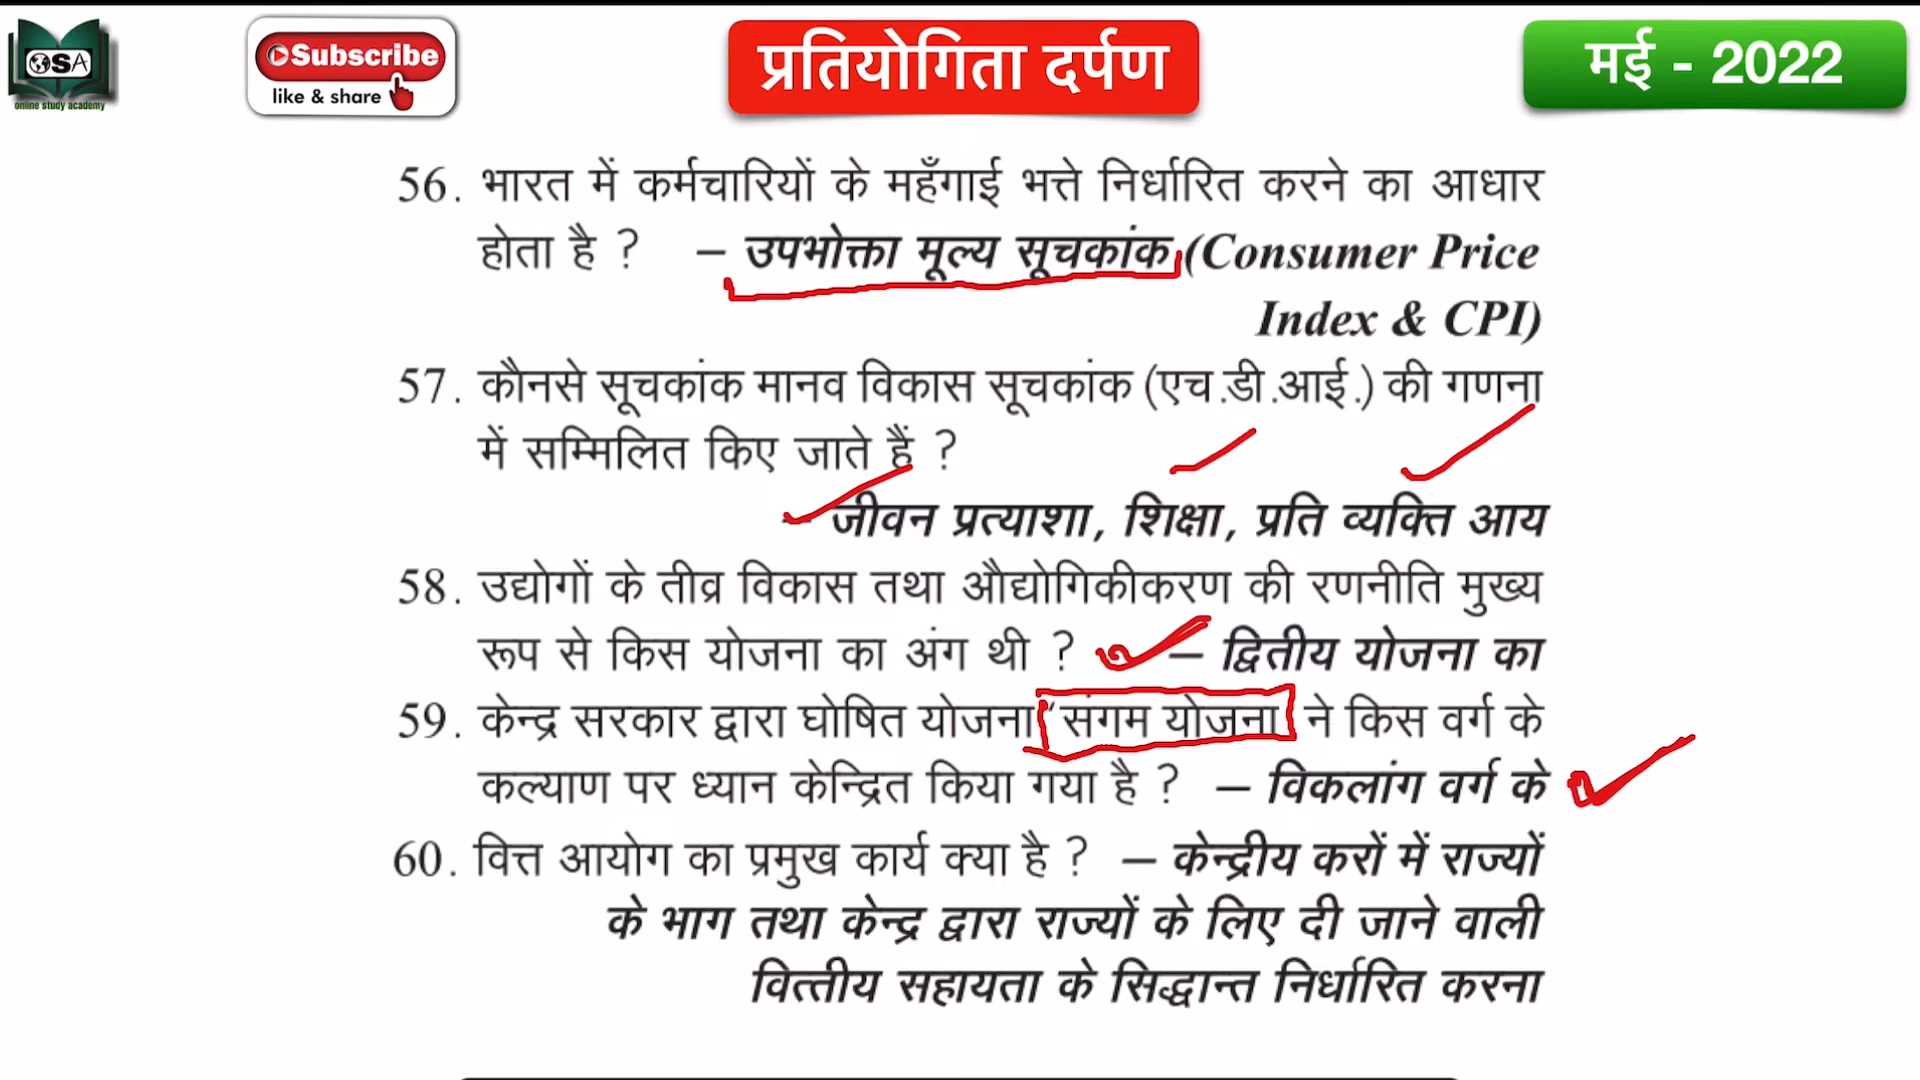 OSA
online study academy
Subscribe
like & share
प्रतियोगिता दर्पण
मई - 2022
56. भारत में कर्मचारियों के महँगाई भत्ते निर्धारित करने का आधार
होता है ? – उपभोक्ता मूल्य सूचकांक (Consumer Price
Index & CPI)
57. कौनसे सूचकांक मानव विकास सूचकांक (एच.डी.आई.) की गणना
में सम्मिलित किए जाते हैं ?
– जीवन प्रत्याशा, शिक्षा, प्रति व्यक्ति आय
58. उद्योगों के तीव्र विकास तथा औद्योगिकीकरण की रणनीति मुख्य
रूप से किस योजना का अंग थी ? – द्वितीय योजना का
59. केन्द्र सरकार द्वारा घोषित योजना ‘संगम योजना’ ने किस वर्ग के
कल्याण पर ध्यान केन्द्रित किया गया है ? – विकलांग वर्ग के
60. वित्त आयोग का प्रमुख कार्य क्या है ? – केन्द्रीय करों में राज्यों
के भाग तथा केन्द्र द्वारा राज्यों के लिए दी जाने वाली
वित्तीय सहायता के सिद्धान्त निर्धारित करना